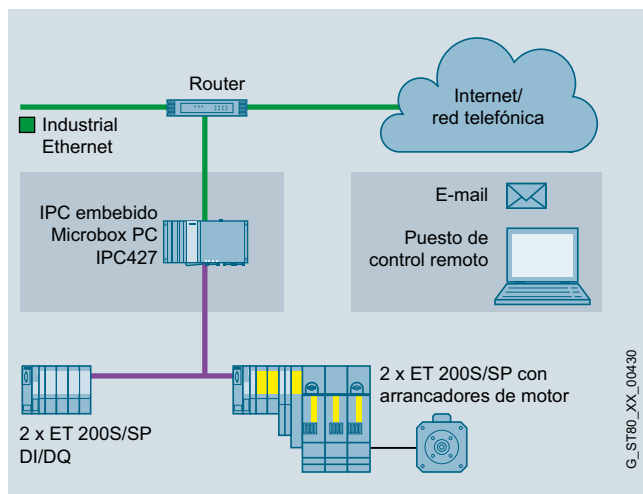 Router
Internet/
red telefónica
Industrial
Ethernet
IPC embebido
Microbox PC
IPC427
E-mail
Puesto de
control remoto
2 x ET 200S/SP
DI/DQ
2 x ET 200S/SP con
arrancadores de motor
G_ST80_XX_00430